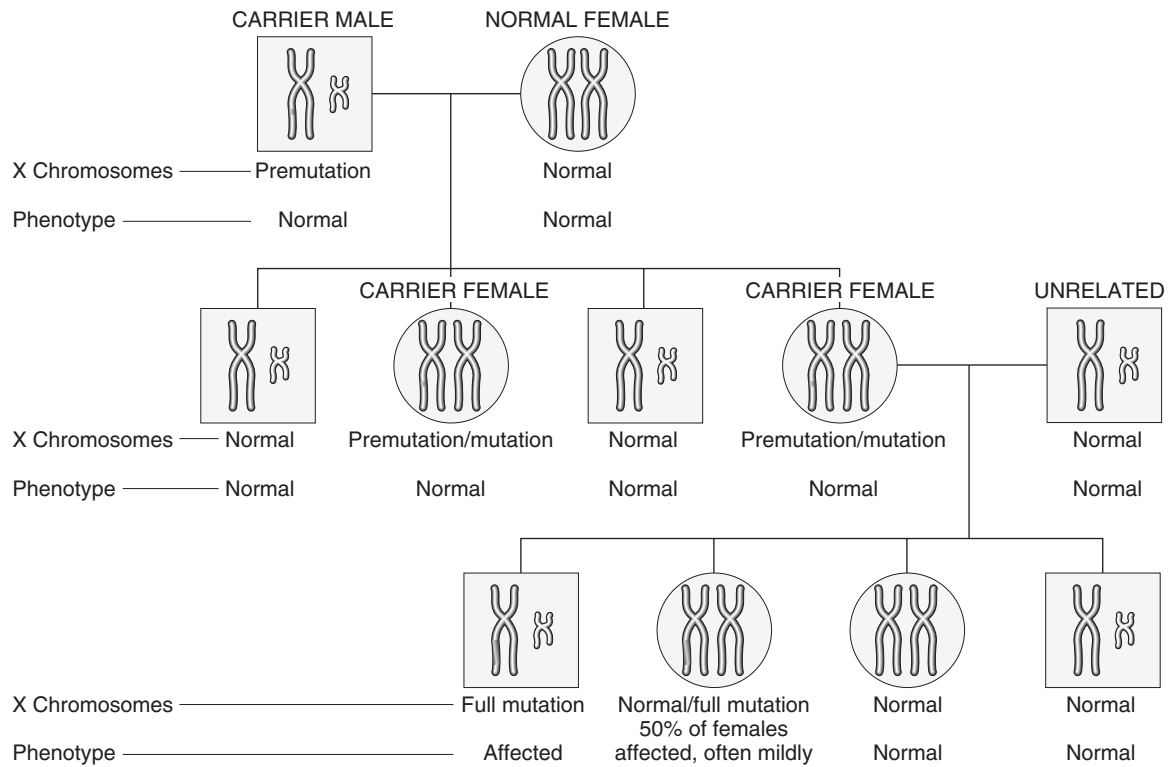 CARRIER MALE NORMAL FEMALE
X Chromosomes Premutation Normal
Phenotype Normal Normal
CARRIER FEMALE CARRIER FEMALE UNRELATED
X Chromosomes Normal Premutation/mutation Normal Premutation/mutation Normal
Phenotype Normal Normal Normal Normal Normal
X Chromosomes Full mutation Normal/full mutation Normal Normal
50% of females
Phenotype Affected affected, often mildly Normal Normal